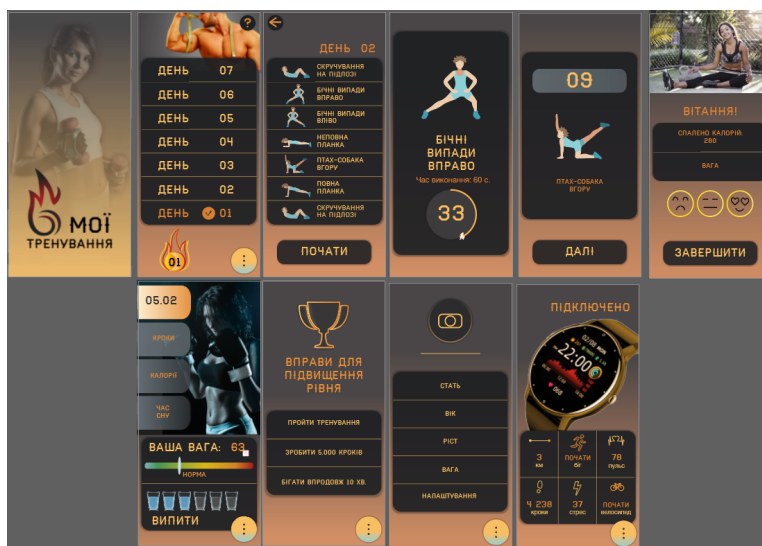 МОЇ
ТРЕНУВАННЯ
?
ДЕНЬ 07
ДЕНЬ 06
ДЕНЬ 05
ДЕНЬ 04
ДЕНЬ 03
ДЕНЬ 02
ДЕНЬ 01
01
ДЕНЬ 02
СКРУЧУВАННЯ
НА ПІДЛОЗІ
БІЧНІ ВИПАДИ
ВПРАВО
БІЧНІ ВИПАДИ
ВЛІВО
НЕПОВНА
ПЛАНКА
ПТАХ-СОБАКА
ВГОРУ
ПОВНА
ПЛАНКА
СКРУЧУВАННЯ
НА ПІДЛОЗІ
ПОЧАТИ
БІЧНІ
ВИПАДИ
ВПРАВО
Час виконання: 60 с.
33
09
ПТАХ-СОБАКА
ВГОРУ
ДАЛІ
ВІТАННЯ!
СПАЛЕНО КАЛОРІЙ:
280
ВАГА
ЗАВЕРШИТИ
05.02
КРОКИ
КАЛОРІЇ
ЧАС
СНУ
ВАША ВАГА: 63
НОРМА
ВИПИТИ
ВПРАВИ ДЛЯ
ПІДВИЩЕННЯ
РІВНЯ
ПРОЙТИ ТРЕНУВАННЯ
ЗРОБИТИ 5.000 КРОКІВ
БІГАТИ ВПРОДОВЖ 10 ХВ.
СТАТЬ
ВІК
РІСТ
ВАГА
НАЛАШТУВАННЯ
ПІДКЛЮЧЕНО
22:00
068
3
км
ПОЧАТИ
біг
78
пульс
4 238
кроки
37
стрес
ПОЧАТИ
велосипед